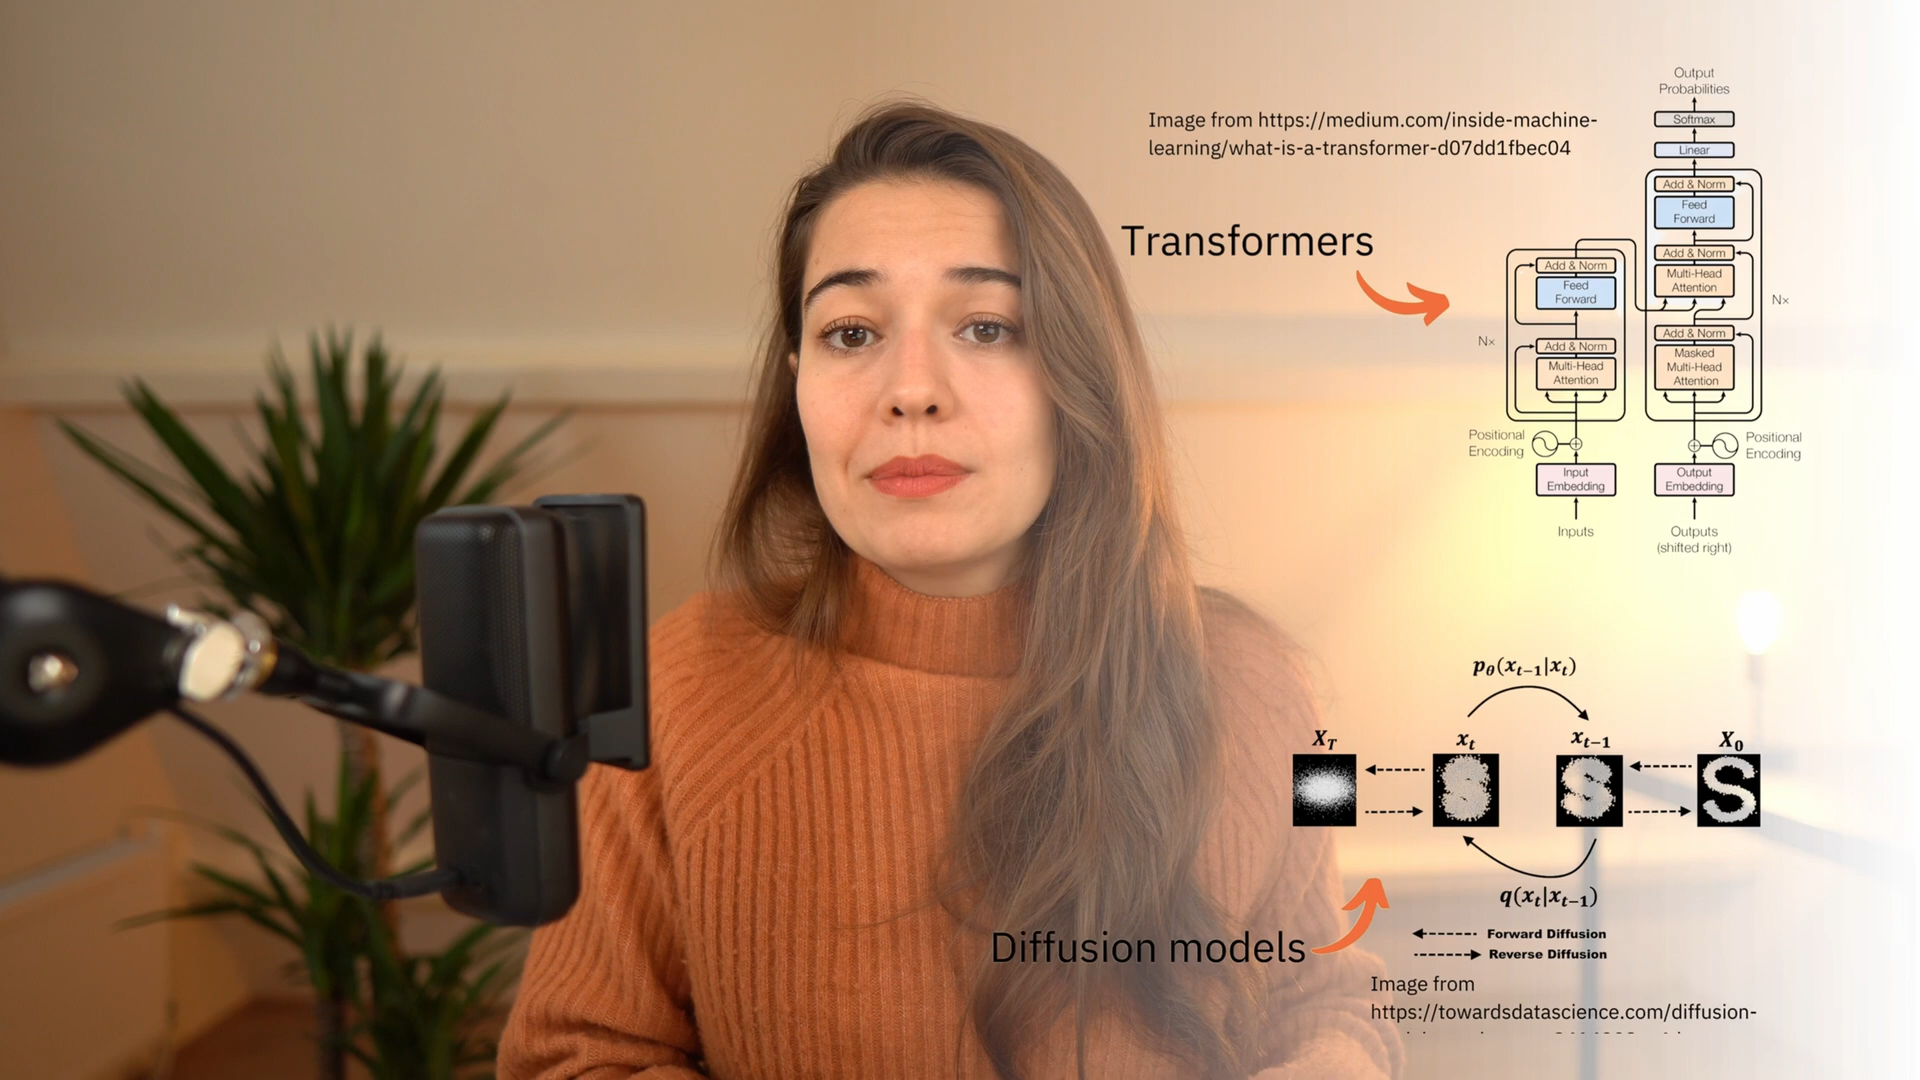 Image from https://medium.com/inside-machine-
learning/what-is-a-transformer-d07dd1fbec04
Transformers
Output
Probabilities
Softmax
Linear
Add & Norm
Feed
Forward
Add & Norm
Multi-Head
Attention
Add & Norm
Masked
Multi-Head
Attention
Nx
Positional
Encoding
Output
Embedding
Outputs
(shifted right)
Add & Norm
Feed
Forward
Add & Norm
Multi-Head
Attention
Nx
Positional
Encoding
Input
Embedding
Inputs
pθ(xt−1|xt)
XT xt xt−1 X0
q(xt|xt−1)
Forward Diffusion
Reverse Diffusion
Diffusion models
Image from
https://towardsdatascience.com/diffusion-